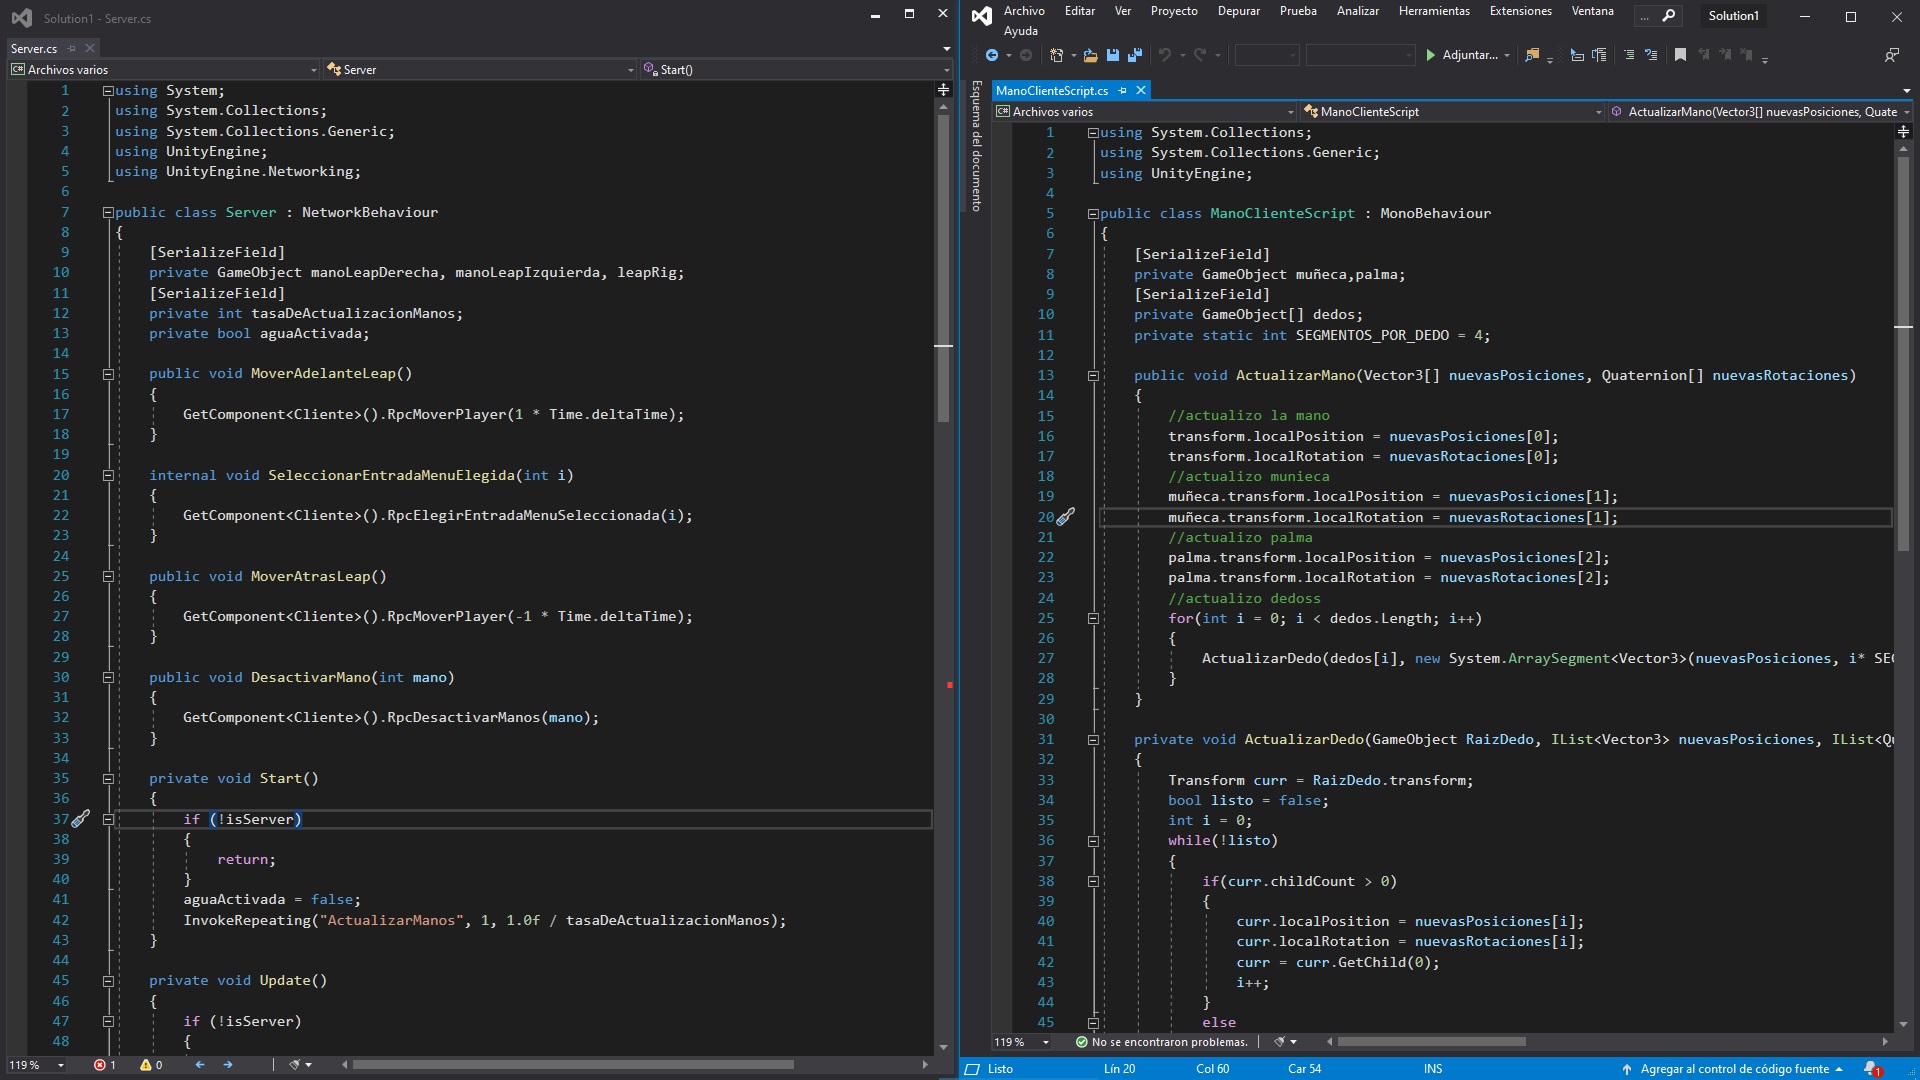 Solution1 - Server.cs
Server.cs
Archivos varios
Server
Start()
1 using System;
2 using System.Collections;
3 using System.Collections.Generic;
4 using UnityEngine;
5 using UnityEngine.Networking;
6
7 public class Server : NetworkBehaviour
8 {
9 [SerializeField]
10 private GameObject manoLeapDerecha, manoLeapIzquierda, leapRig;
11 [SerializeField]
12 private int tasaDeActualizacionManos;
13 private bool aguaActivada;
14
15 public void MoverAdelanteLeap()
16 {
17 GetComponent<Cliente>().RpcMoverPlayer(1 * Time.deltaTime);
18 }
19
20 internal void SeleccionarEntradaMenuElegida(int i)
21 {
22 GetComponent<Cliente>().RpcElegirEntradaMenuSeleccionada(i);
23 }
24
25 public void MoverAtrasLeap()
26 {
27 GetComponent<Cliente>().RpcMoverPlayer(-1 * Time.deltaTime);
28 }
29
30 public void DesactivarMano(int mano)
31 {
32 GetComponent<Cliente>().RpcDesactivarManos(mano);
33 }
34
35 private void Start()
36 {
37 if (!isServer)
38 {
39 return;
40 }
41 aguaActivada = false;
42 InvokeRepeating("ActualizarManos", 1, 1.0f / tasaDeActualizacionManos);
43 }
44
45 private void Update()
46 {
47 if (!isServer)
48 {
119 %
1
0
Archivo Editar Ver Proyecto Depurar Prueba Analizar Herramientas Extensiones Ventana
Ayuda
...
Solution1
Adjuntar...
Esquema del documento
ManoClienteScript.cs
Archivos varios
ManoClienteScript
ActualizarMano(Vector3[] nuevasPosiciones, Quate
1 using System.Collections;
2 using System.Collections.Generic;
3 using UnityEngine;
4
5 public class ManoClienteScript : MonoBehaviour
6 {
7 [SerializeField]
8 private GameObject muñeca,palma;
9 [SerializeField]
10 private GameObject[] dedos;
11 private static int SEGMENTOS_POR_DEDO = 4;
12
13 public void ActualizarMano(Vector3[] nuevasPosiciones, Quaternion[] nuevasRotaciones)
14 {
15 //actualizo la mano
16 transform.localPosition = nuevasPosiciones[0];
17 transform.localRotation = nuevasRotaciones[0];
18 //actualizo munieca
19 muñeca.transform.localPosition = nuevasPosiciones[1];
20 muñeca.transform.localRotation = nuevasRotaciones[1];
21 //actualizo palma
22 palma.transform.localPosition = nuevasPosiciones[2];
23 palma.transform.localRotation = nuevasRotaciones[2];
24 //actualizo dedoss
25 for(int i = 0; i < dedos.Length; i++)
26 {
27 ActualizarDedo(dedos[i], new System.ArraySegment<Vector3>(nuevasPosiciones, i* SEG
28 }
29 }
30
31 private void ActualizarDedo(GameObject RaizDedo, IList<Vector3> nuevasPosiciones, IList<Qu
32 {
33 Transform curr = RaizDedo.transform;
34 bool listo = false;
35 int i = 0;
36 while(!listo)
37 {
38 if(curr.childCount > 0)
39 {
40 curr.localPosition = nuevasPosiciones[i];
41 curr.localRotation = nuevasRotaciones[i];
42 curr = curr.GetChild(0);
43 i++;
44 }
45 else
119 %
No se encontraron problemas.
Listo
Lín 20
Col 60
Car 54
INS
Agregar al control de código fuente
1